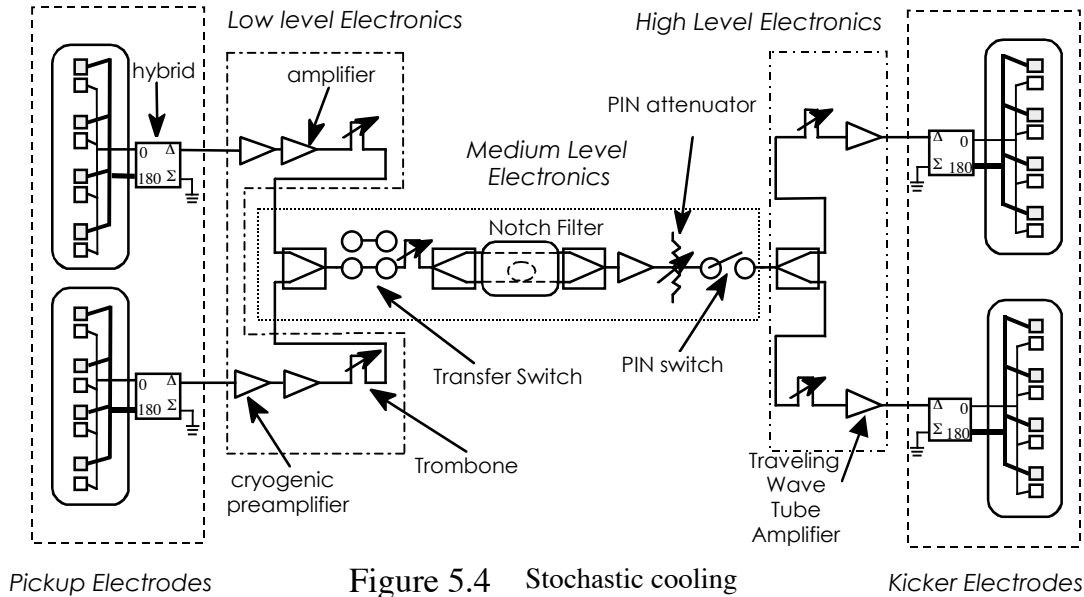 Low level Electronics
High Level Electronics
hybrid
amplifier
PIN attenuator
Medium Level
Electronics
Notch Filter
0 Δ
180 Σ
Δ 0
Σ 180
PIN switch
Transfer Switch
0 Δ
180 Σ
Δ 0
Σ 180
Trombone
cryogenic
preamplifier
Traveling
Wave
Tube
Amplifier
Pickup Electrodes
Figure 5.4 Stochastic cooling
Kicker Electrodes